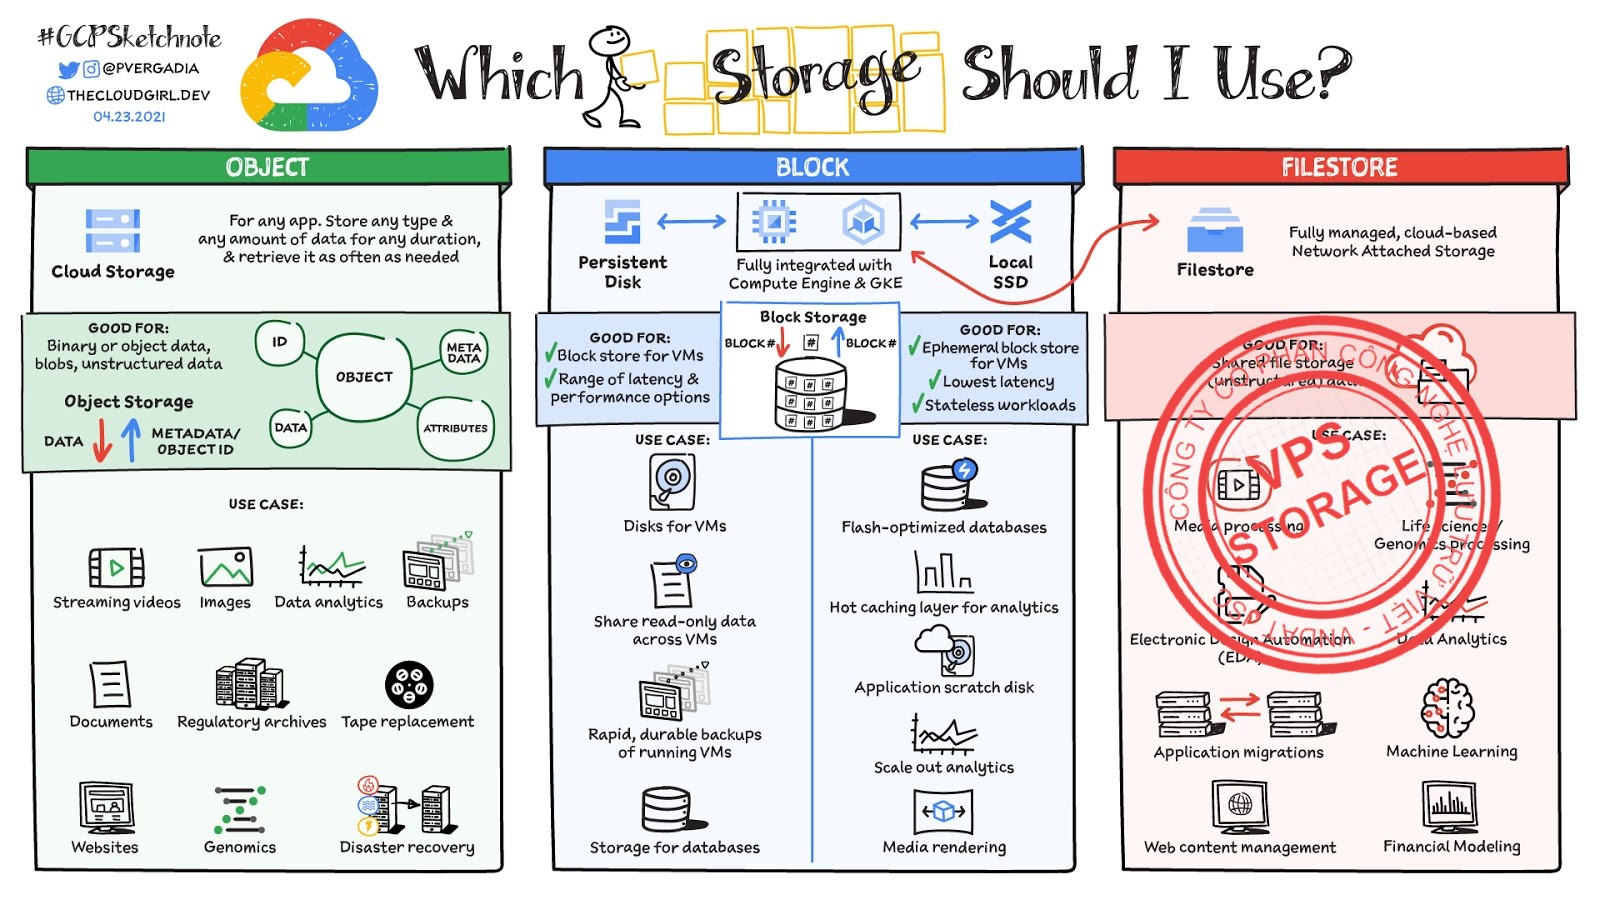 #GCPSketchnote
@PVERGADIA
THECLOUDGIRL.DEV
04.23.2021
Which Storage Should I Use?
OBJECT
Cloud Storage
For any app. Store any type &
any amount of data for any duration,
& retrieve it as often as needed
GOOD FOR:
Binary or object data,
blobs, unstructured data
Object Storage
DATA
METADATA/
OBJECT ID
ID
META
DATA
OBJECT
DATA
ATTRIBUTES
USE CASE:
Streaming videos
Images
Data analytics
Backups
Documents
Regulatory archives
Tape replacement
Websites
Genomics
Disaster recovery
BLOCK
Persistent
Disk
Fully integrated with
Compute Engine & GKE
Local
SSD
GOOD FOR:
Block store for VMs
Range of latency &
performance options
Block Storage
BLOCK#
#
BLOCK#
# # #
# # #
# # #
GOOD FOR:
Ephemeral block store
for VMs
Lowest latency
Stateless workloads
USE CASE:
Disks for VMs
Share read-only data
across VMs
Rapid, durable backups
of running VMs
Storage for databases
USE CASE:
Flash-optimized databases
Hot caching layer for analytics
Application scratch disk
Scale out analytics
Media rendering
FILESTORE
Filestore
Fully managed, cloud-based
Network Attached Storage
GOOD FOR:
Shared file storage
(unstructured) data
USE CASE:
Media processing
Life sciences/
Genomics processing
Electronic Design Automation
(EDA)
Data Analytics
Application migrations
Machine Learning
Web content management
Financial Modeling
CÔNG TY CỔ PHẦN CÔNG NGHỆ LƯU TRỮ VIỆT - VNDATA
VPS
STORAGE